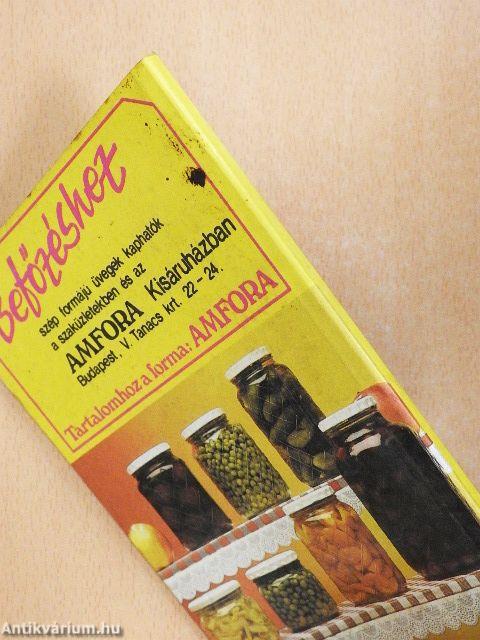 Befőzéshez
szép formájú üvegek kaphatók
a szaküzletekben és az
AMFORA Kisáruházban
Budapest, V. Tanács krt. 22-24.
Tartalomhoz a forma: AMFORA
Antikvárium.hu